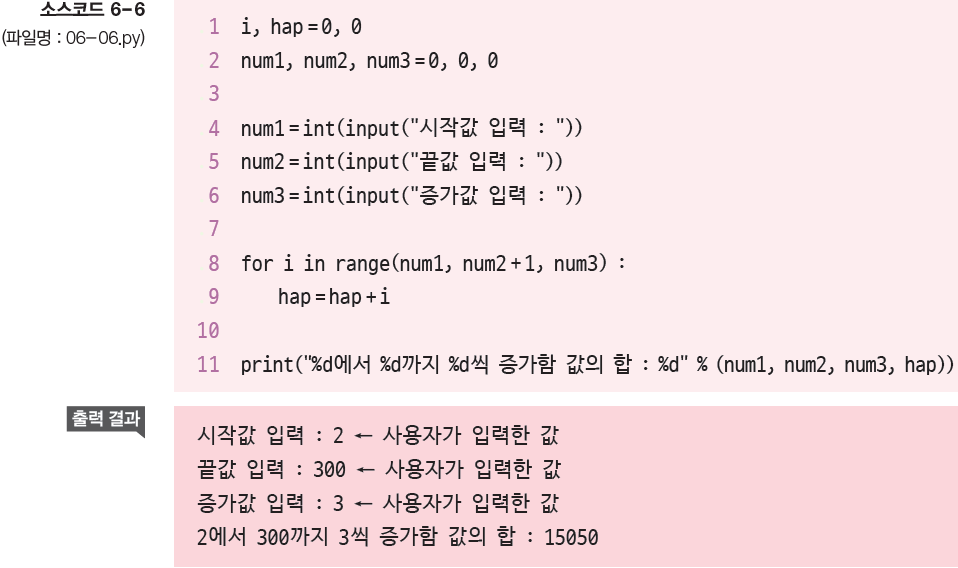 소스코드 6-6
(파일명 : 06-06.py)
1 i, hap=0, 0
2 num1, num2, num3=0, 0, 0
3
4 num1=int(input("시작값 입력 : "))
5 num2=int(input("끝값 입력 : "))
6 num3=int(input("증가값 입력 : "))
7
8 for i in range(num1, num2+1, num3) :
9     hap=hap+i
10
11 print("%d에서 %d까지 %d씩 증가함 값의 합 : %d" % (num1, num2, num3, hap))
출력 결과
시작값 입력 : 2 ← 사용자가 입력한 값
끝값 입력 : 300 ← 사용자가 입력한 값
증가값 입력 : 3 ← 사용자가 입력한 값
2에서 300까지 3씩 증가함 값의 합 : 15050